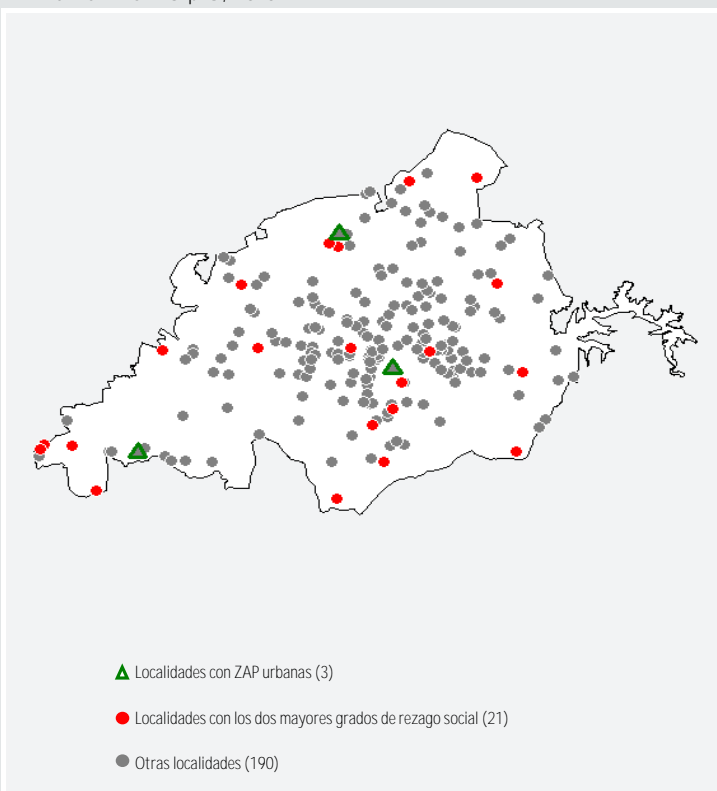 Localidades con ZAP urbanas (3)
Localidades con los dos mayores grados de rezago social (21)
Otras localidades (190)